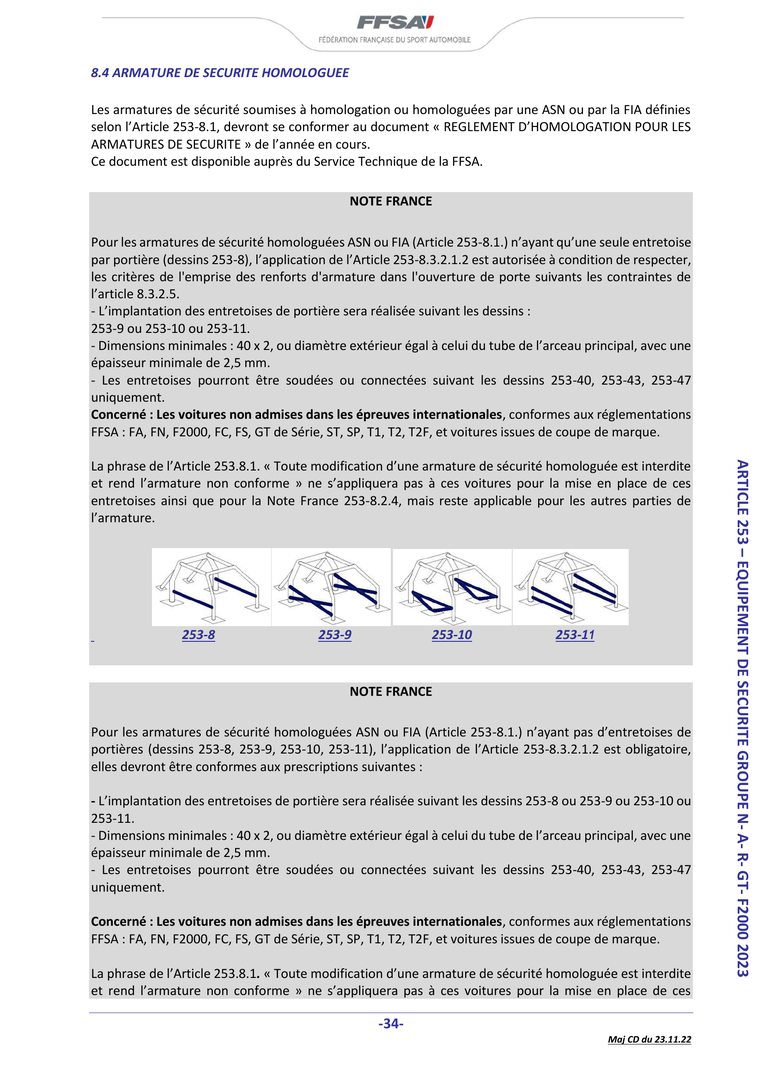 FFSA
FÉDÉRATION FRANÇAISE DU SPORT AUTOMOBILE
8.4 ARMATURE DE SECURITE HOMOLOGUEE
Les armatures de sécurité soumises à homologation ou homologuées par une ASN ou par la FIA définies
selon l’Article 253-8.1, devront se conformer au document « REGLEMENT D’HOMOLOGATION POUR LES
ARMATURES DE SECURITE » de l’année en cours.
Ce document est disponible auprès du Service Technique de la FFSA.
NOTE FRANCE
Pour les armatures de sécurité homologuées ASN ou FIA (Article 253-8.1.) n’ayant qu’une seule entretoise
par portière (dessins 253-8), l’application de l’Article 253-8.3.2.1.2 est autorisée à condition de respecter,
les critères de l'emprise des renforts d'armature dans l'ouverture de porte suivants les contraintes de
l’article 8.3.2.5.
- L’implantation des entretoises de portière sera réalisée suivant les dessins :
253-9 ou 253-10 ou 253-11.
- Dimensions minimales : 40 x 2, ou diamètre extérieur égal à celui du tube de l’arceau principal, avec une
épaisseur minimale de 2,5 mm.
- Les entretoises pourront être soudées ou connectées suivant les dessins 253-40, 253-43, 253-47
uniquement.
Concerné : Les voitures non admises dans les épreuves internationales, conformes aux réglementations
FFSA : FA, FN, F2000, FC, FS, GT de Série, ST, SP, T1, T2, T2F, et voitures issues de coupe de marque.
La phrase de l’Article 253.8.1. « Toute modification d’une armature de sécurité homologuée est interdite
et rend l’armature non conforme » ne s’appliquera pas à ces voitures pour la mise en place de ces
entretoises ainsi que pour la Note France 253-8.2.4, mais reste applicable pour les autres parties de
l’armature.
- 253-8 253-9 253-10 253-11
NOTE FRANCE
Pour les armatures de sécurité homologuées ASN ou FIA (Article 253-8.1.) n’ayant pas d’entretoises de
portières (dessins 253-8, 253-9, 253-10, 253-11), l’application de l’Article 253-8.3.2.1.2 est obligatoire,
elles devront être conformes aux prescriptions suivantes :
- L’implantation des entretoises de portière sera réalisée suivant les dessins 253-8 ou 253-9 ou 253-10 ou
253-11.
- Dimensions minimales : 40 x 2, ou diamètre extérieur égal à celui du tube de l’arceau principal, avec une
épaisseur minimale de 2,5 mm.
- Les entretoises pourront être soudées ou connectées suivant les dessins 253-40, 253-43, 253-47
uniquement.
Concerné : Les voitures non admises dans les épreuves internationales, conformes aux réglementations
FFSA : FA, FN, F2000, FC, FS, GT de Série, ST, SP, T1, T2, T2F, et voitures issues de coupe de marque.
La phrase de l’Article 253.8.1. « Toute modification d’une armature de sécurité homologuée est interdite
et rend l’armature non conforme » ne s’appliquera pas à ces voitures pour la mise en place de ces
ARTICLE 253 – EQUIPEMENT DE SECURITE GROUPE N- A- R- GT- F2000 2023
-34-
Maj CD du 23.11.22